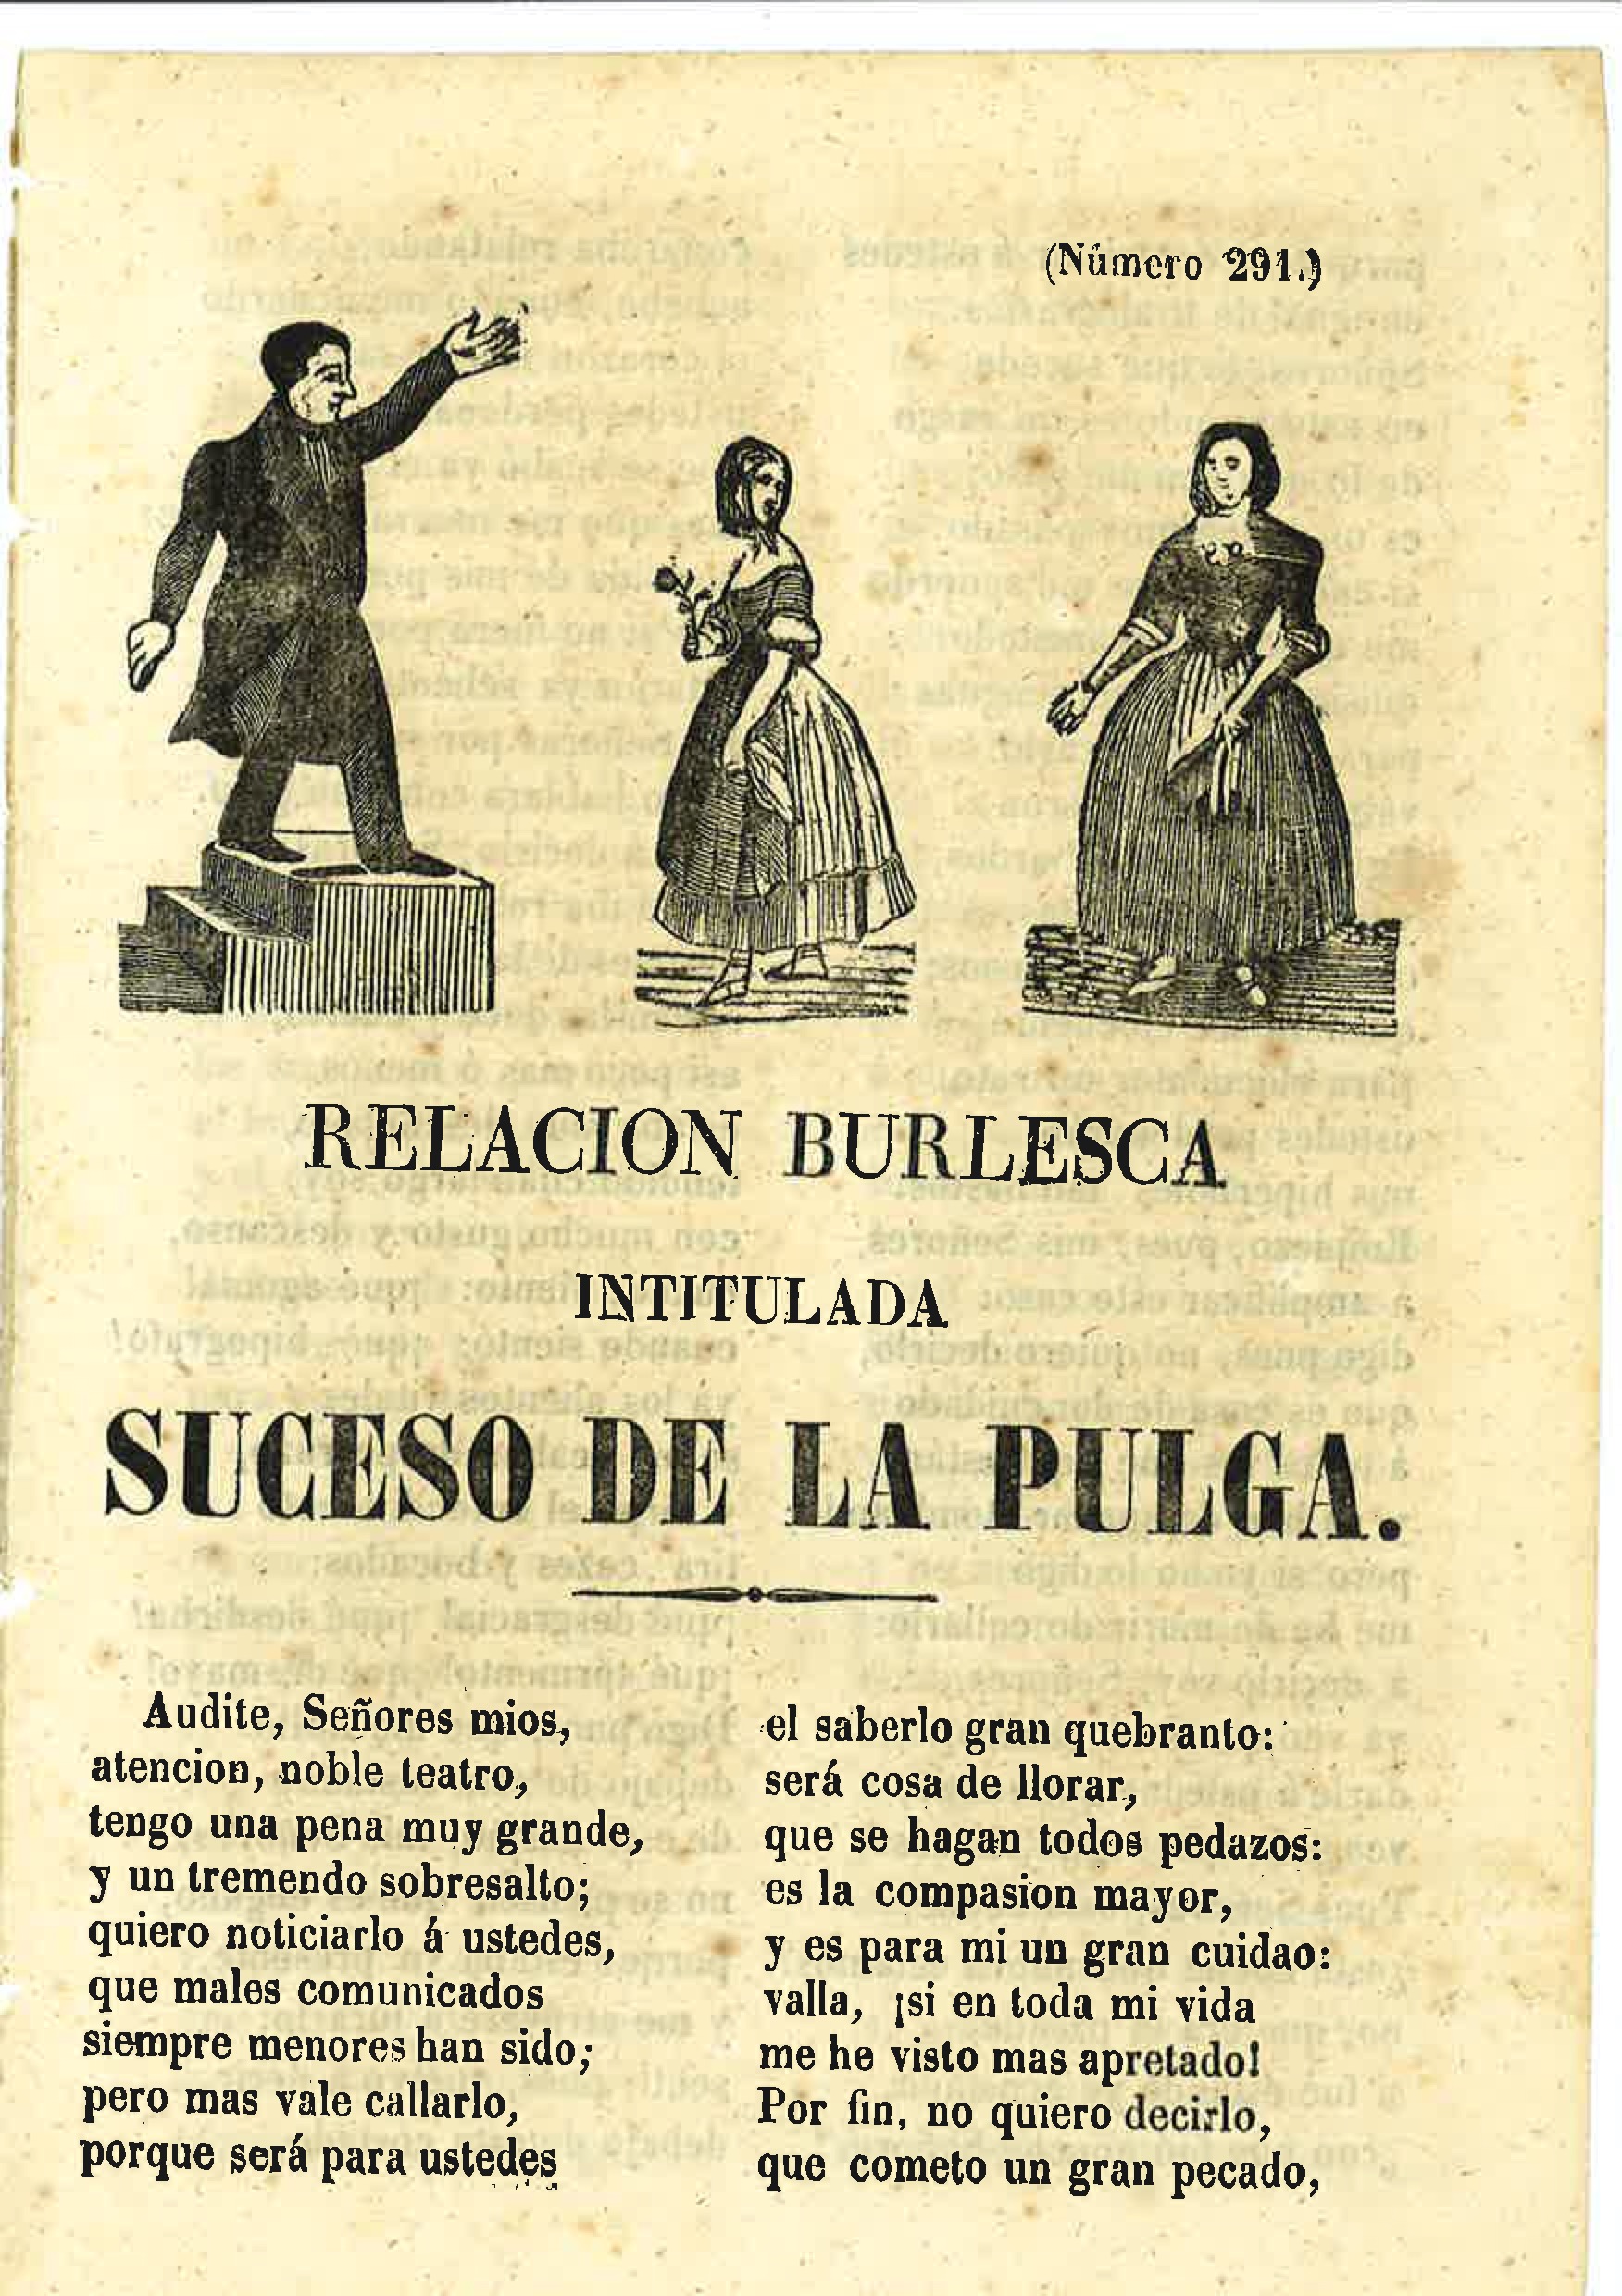 (Número 291.)
RELACION BURLESCA
INTITULADA
SUCESO DE LA PULGA.
Audite, Señores mios,
atencion, noble teatro,
tengo una pena muy grande,
y un tremendo sobresalto;
quiero noticiarlo á ustedes,
que males comunicados
siempre menores han sido;
pero mas vale callarlo,
porque será para ustedes
el saberlo gran quebranto:
será cosa de llorar,
que se hagan todos pedazos:
es la compasion mayor,
y es para mi un gran cuidao:
valla, ¡si en toda mi vida
me he visto mas apretado!
Por fin, no quiero decirlo,
que cometo un gran pecado,